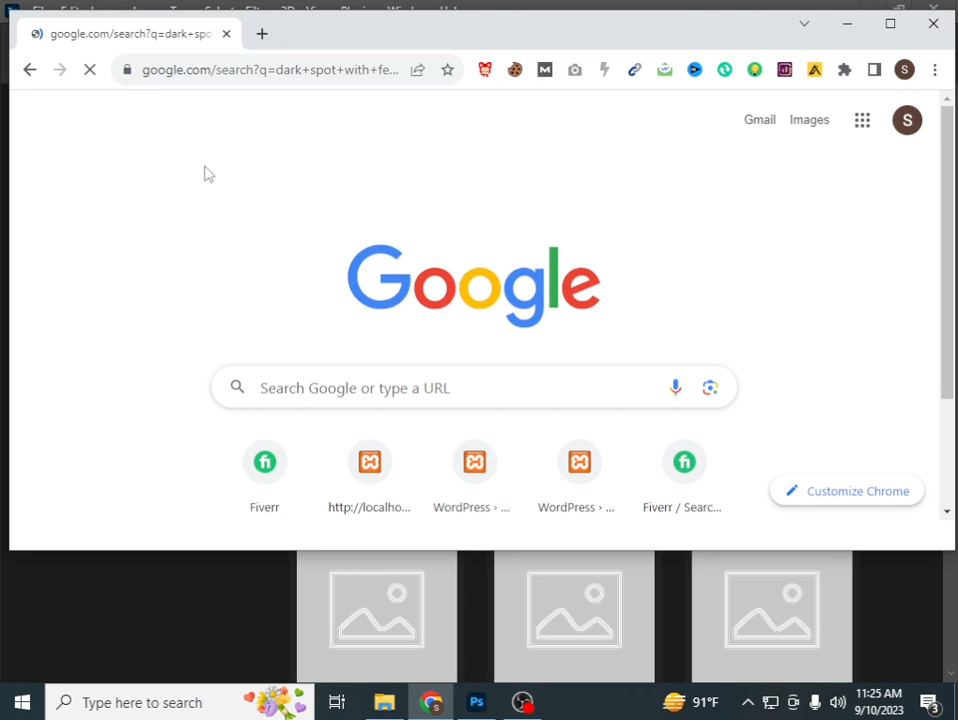 google.com/search?q=dark+spo
google.com/search?q=dark+spot+with+fe...
S
Gmail
Images
S
Google
Search Google or type a URL
Fiverr
http://localho...
WordPress › ...
WordPress › ...
Fiverr / Searc...
Customize Chrome
Type here to search
S
Ps
91°F
11:25 AM
9/10/2023
3